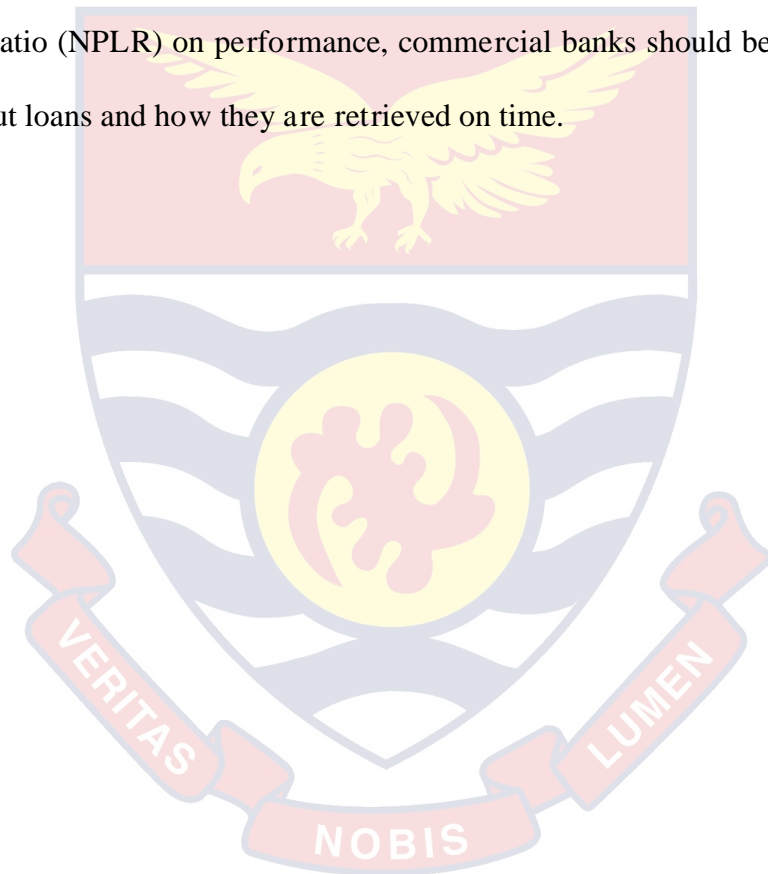 atio (NPLR) on performance, commercial banks should be
ut loans and how they are retrieved on time.
VERITAS
NOBIS
LUMEN